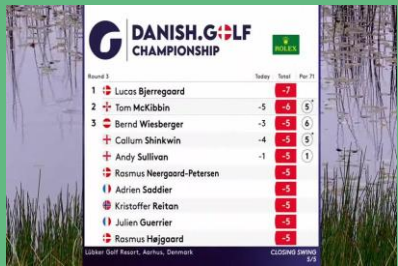 DANISH.GOLF
CHAMPIONSHIP
ROLEX
Round 3 Today Total Par 71
1 Lucas Bjerregaard -7
2 Tom McKibbin -5 -6 5*
3 Bernd Wiesberger -3 -5 6
Callum Shinkwin -4 -5 5*
Andy Sullivan -1 -5 1
Rasmus Neergaard-Petersen -5
Adrien Saddier -5
Kristoffer Reitan -5
Julien Guerrier -5
Rasmus Højgaard -5
Lübker Golf Resort, Aarhus, Denmark CLOSING SWING
5/5